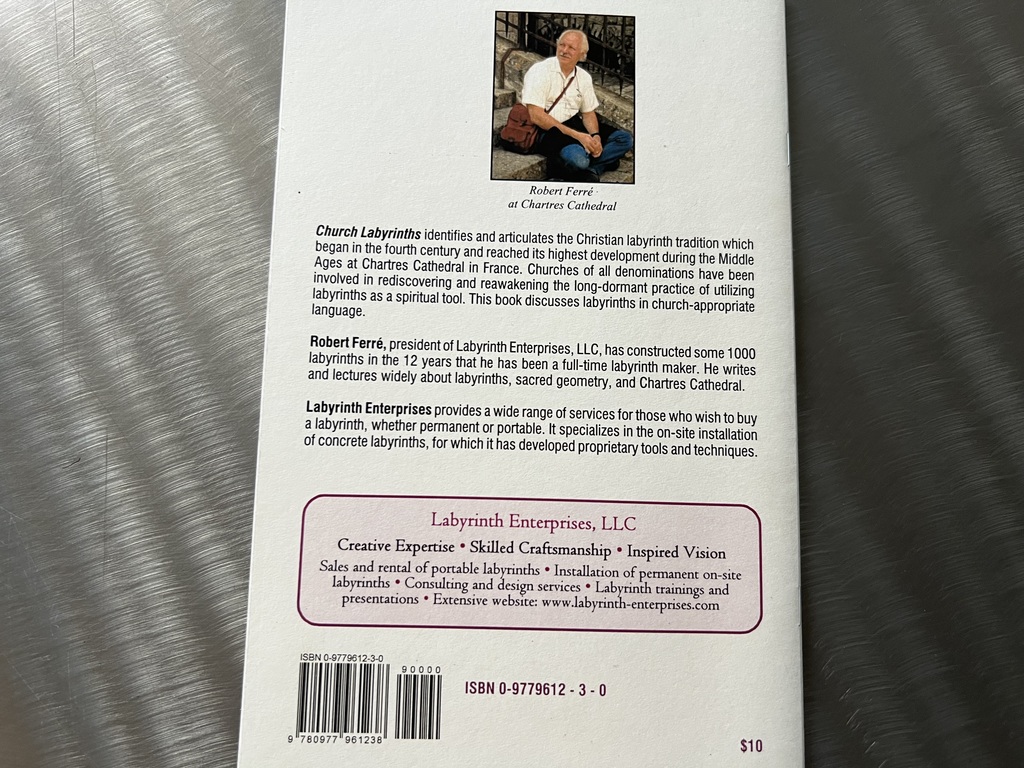 Robert Ferré
at Chartres Cathedral
Church Labyrinths identifies and articulates the Christian labyrinth tradition which
began in the fourth century and reached its highest development during the Middle
Ages at Chartres Cathedral in France. Churches of all denominations have been
involved in rediscovering and reawakening the long-dormant practice of utilizing
labyrinths as a spiritual tool. This book discusses labyrinths in church-appropriate
language.
Robert Ferré, president of Labyrinth Enterprises, LLC, has constructed some 1000
labyrinths in the 12 years that he has been a full-time labyrinth maker. He writes
and lectures widely about labyrinths, sacred geometry, and Chartres Cathedral.
Labyrinth Enterprises provides a wide range of services for those who wish to buy
a labyrinth, whether permanent or portable. It specializes in the on-site installation
of concrete labyrinths, for which it has developed proprietary tools and techniques.
Labyrinth Enterprises, LLC
Creative Expertise • Skilled Craftsmanship • Inspired Vision
Sales and rental of portable labyrinths • Installation of permanent on-site
labyrinths • Consulting and design services • Labyrinth trainings and
presentations • Extensive website: www.labyrinth-enterprises.com
ISBN 0-9779612-3-0
90000
ISBN 0-9779612 - 3 - 0
9 780977 961238
$10